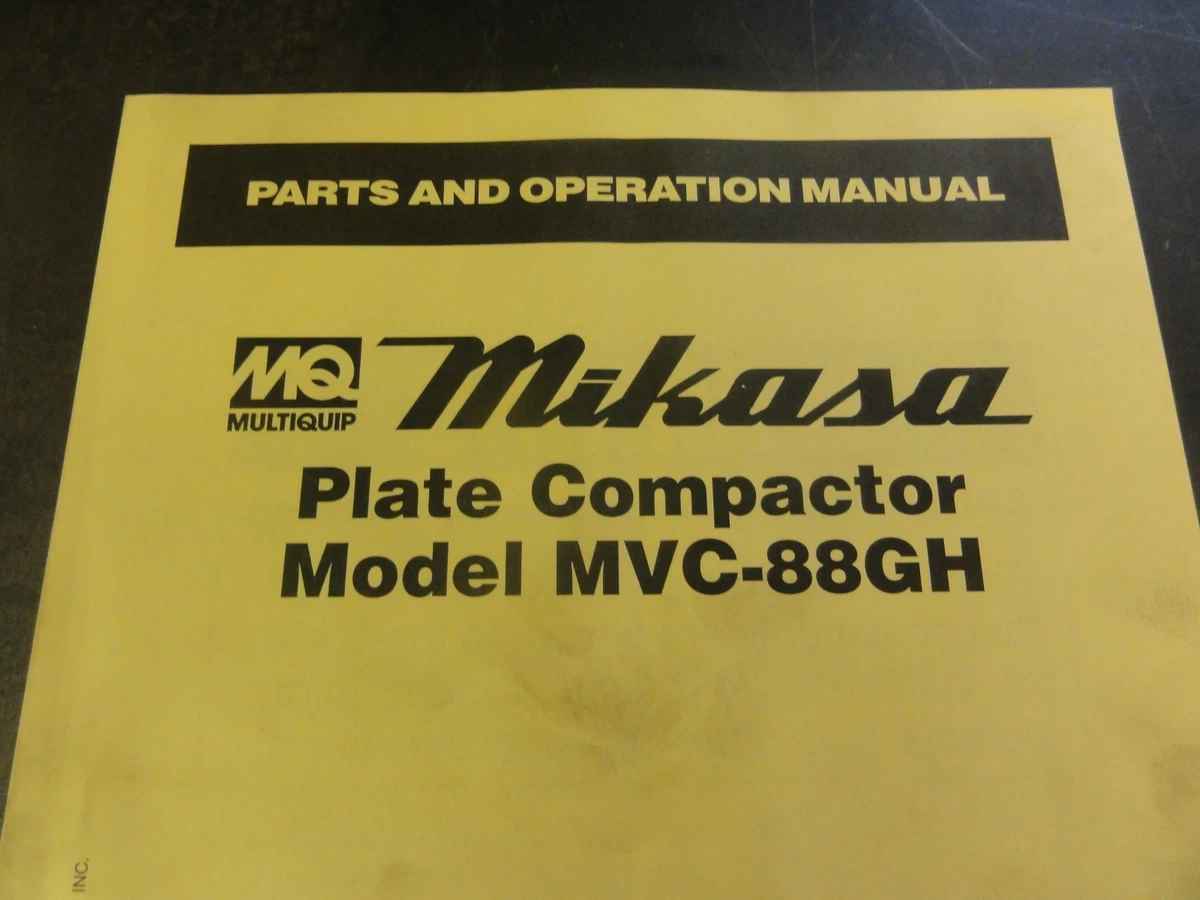 PARTS AND OPERATION MANUAL
MQ Mikasa
MULTIQUIP
Plate Compactor
Model MVC-88GH
INC.